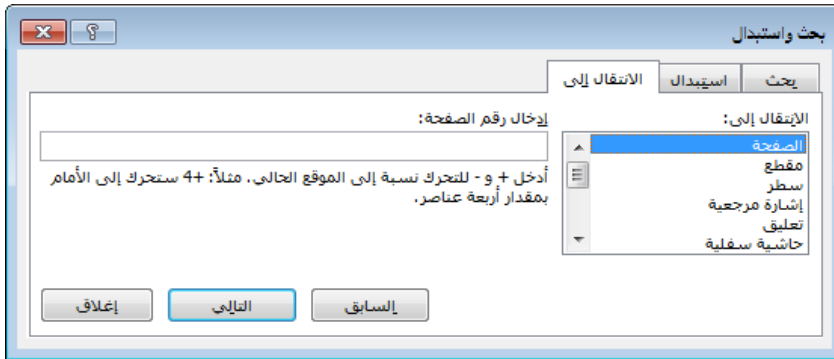 بحث واستبدال
بحث
استبدال
الانتقال إلى
الانتقال إلى:
الصفحة
مقطع
سطر
إشارة مرجعية
تعليق
حاشية سفلية
إدخال رقم الصفحة:
أدخل + و - للتحرك نسبة إلى الموقع الحالي. مثلاً: +4 ستحرك إلى الأمام
بمقدار أربعة عناصر.
السابق
التالي
إغلاق